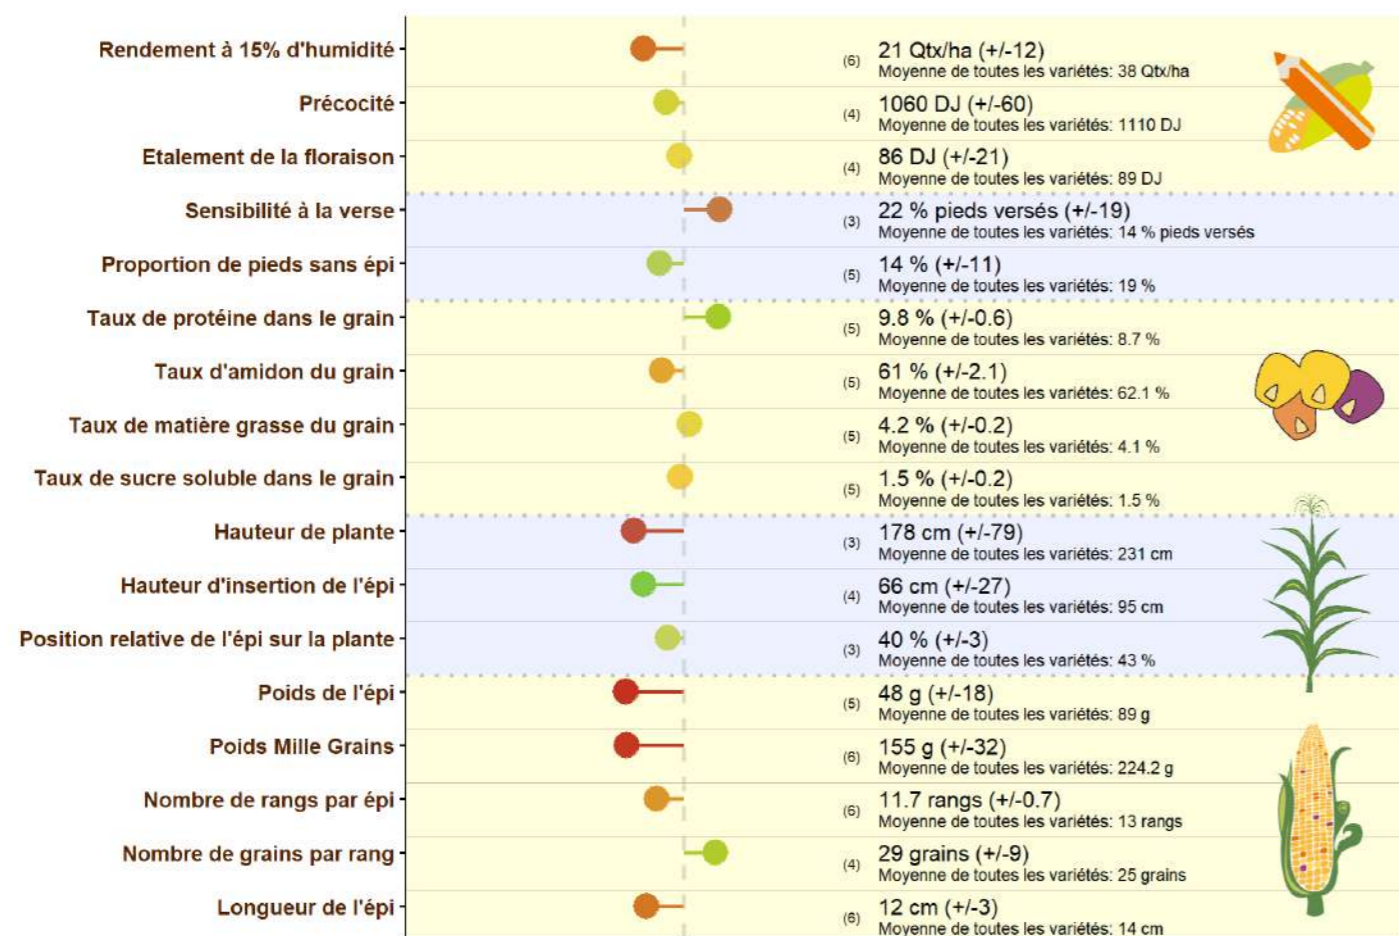 Rendement à 15% d'humidité
(6)
21 Qtx/ha (+/-12)
Moyenne de toutes les variétés: 38 Qtx/ha
Précocité
(4)
1060 DJ (+/-60)
Moyenne de toutes les variétés: 1110 DJ
Etalement de la floraison
(4)
86 DJ (+/-21)
Moyenne de toutes les variétés: 89 DJ
Sensibilité à la verse
(3)
22 % pieds versés (+/-19)
Moyenne de toutes les variétés: 14 % pieds versés
Proportion de pieds sans épi
(5)
14 % (+/-11)
Moyenne de toutes les variétés: 19 %
Taux de protéine dans le grain
(5)
9.8 % (+/-0.6)
Moyenne de toutes les variétés: 8.7 %
Taux d'amidon du grain
(5)
61 % (+/-2.1)
Moyenne de toutes les variétés: 62.1 %
Taux de matière grasse du grain
(5)
4.2 % (+/-0.2)
Moyenne de toutes les variétés: 4.1 %
Taux de sucre soluble dans le grain
(5)
1.5 % (+/-0.2)
Moyenne de toutes les variétés: 1.5 %
Hauteur de plante
(3)
178 cm (+/-79)
Moyenne de toutes les variétés: 231 cm
Hauteur d'insertion de l'épi
(4)
66 cm (+/-27)
Moyenne de toutes les variétés: 95 cm
Position relative de l'épi sur la plante
(3)
40 % (+/-3)
Moyenne de toutes les variétés: 43 %
Poids de l'épi
(5)
48 g (+/-18)
Moyenne de toutes les variétés: 89 g
Poids Mille Grains
(6)
155 g (+/-32)
Moyenne de toutes les variétés: 224.2 g
Nombre de rangs par épi
(6)
11.7 rangs (+/-0.7)
Moyenne de toutes les variétés: 13 rangs
Nombre de grains par rang
(4)
29 grains (+/-9)
Moyenne de toutes les variétés: 25 grains
Longueur de l'épi
(6)
12 cm (+/-3)
Moyenne de toutes les variétés: 14 cm